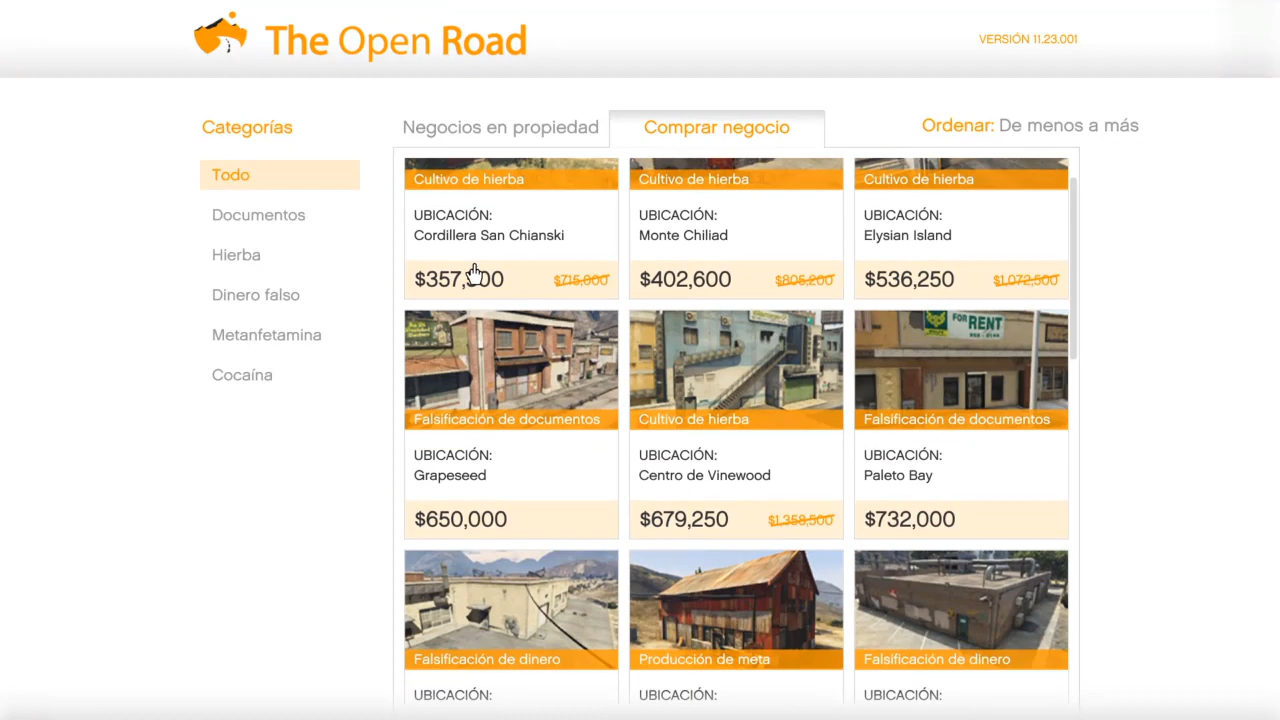 The Open Road
VERSIÓN 11.23.001
Categorías
Negocios en propiedad
Comprar negocio
Ordenar: De menos a más
Todo
Documentos
Hierba
Dinero falso
Metanfetamina
Cocaína
Cultivo de hierba
UBICACIÓN:
Cordillera San Chianski
$715,000
Cultivo de hierba
UBICACIÓN:
Monte Chiliad
$402,600 $805,200
Cultivo de hierba
UBICACIÓN:
Elysian Island
$536,250 $1,072,500
Falsificación de documentos
UBICACIÓN:
Grapeseed
$650,000
Cultivo de hierba
UBICACIÓN:
Centro de Vinewood
$679,250 $1,358,500
FOR RENT
Falsificación de documentos
UBICACIÓN:
Paleto Bay
$732,000
Falsificación de dinero
UBICACIÓN:
Producción de meta
UBICACIÓN:
Falsificación de dinero
UBICACIÓN: